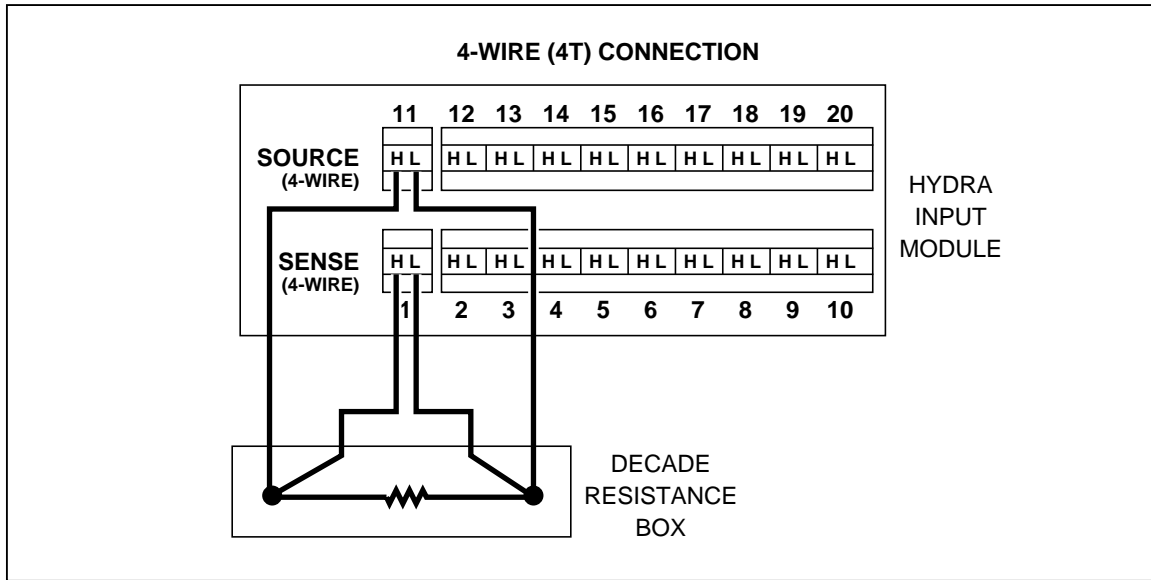 4-WIRE (4T) CONNECTION
11 12 13 14 15 16 17 18 19 20
SOURCE
(4-WIRE)
H L H L H L H L H L H L H L H L H L H L
HYDRA
INPUT
MODULE
SENSE
(4-WIRE)
H L H L H L H L H L H L H L H L H L H L
1 2 3 4 5 6 7 8 9 10
DECADE
RESISTANCE
BOX